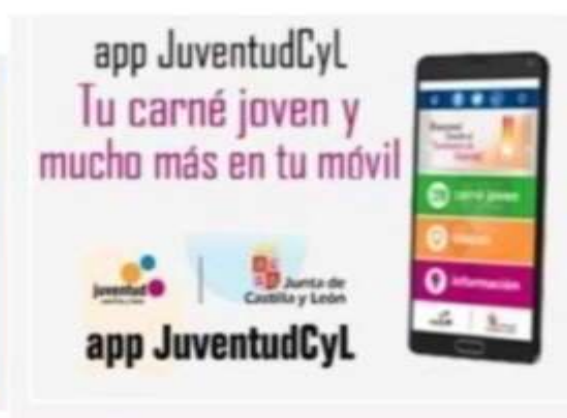 app JuventudCyL
Tu carné joven y
mucho más en tu móvil
carné joven
información
juventud
Junta de
Castilla y León
app JuventudCyL